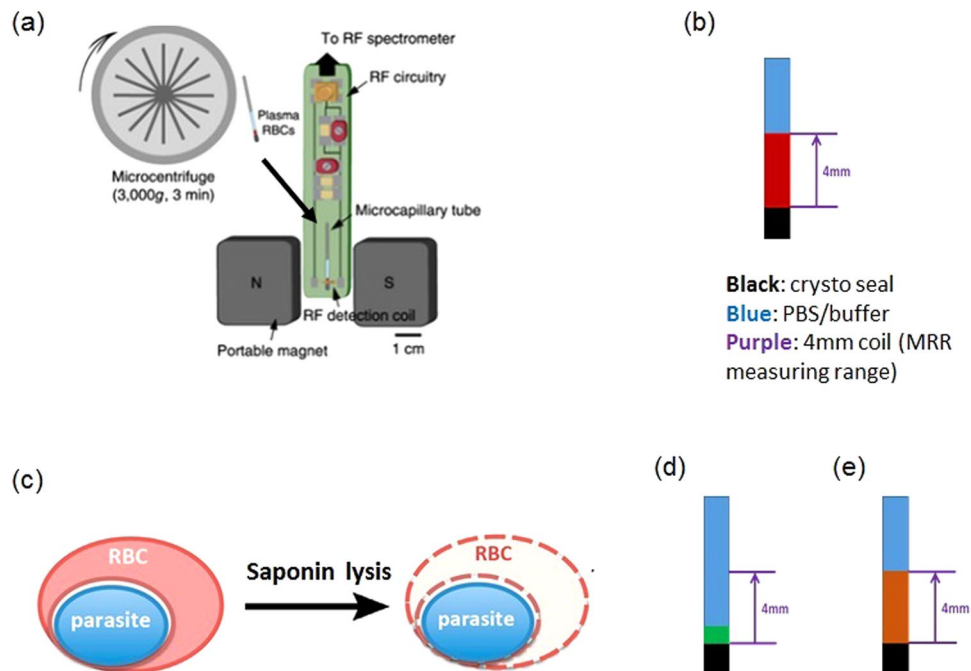 (a)
To RF spectrometer
RF circuitry
Plasma
RBCs
Microcentrifuge
(3,000g, 3 min)
Microcapillary tube
N
S
RF detection coil
Portable magnet
1 cm
(b)
4mm
Black: crysto seal
Blue: PBS/buffer
Purple: 4mm coil (MRR
measuring range)
(c)
RBC
parasite
Saponin lysis
RBC
parasite
(d)
4mm
(e)
4mm